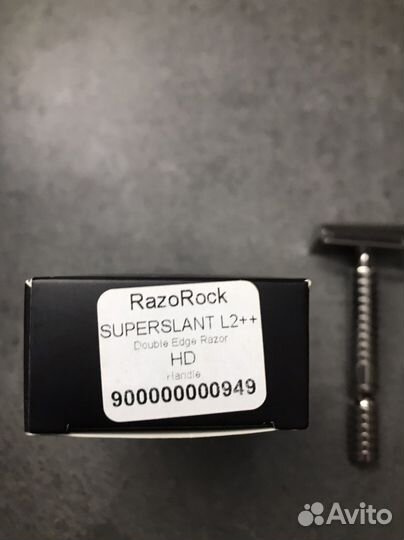 RazoRock
SUPERSLANT L2++
Double Edge Razor
HD
Handle
900000000949
Avito